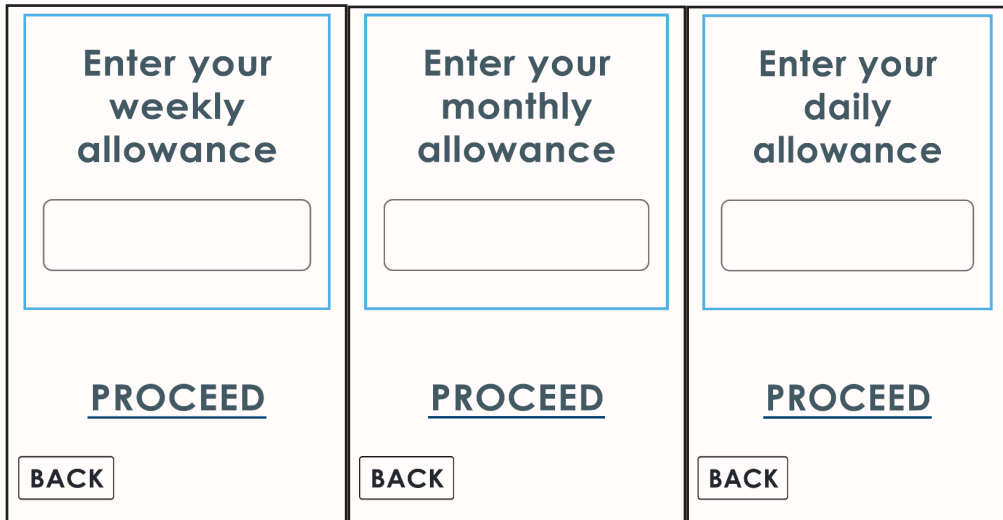 Enter your
weekly
allowance
PROCEED
BACK
Enter your
monthly
allowance
PROCEED
BACK
Enter your
daily
allowance
PROCEED
BACK